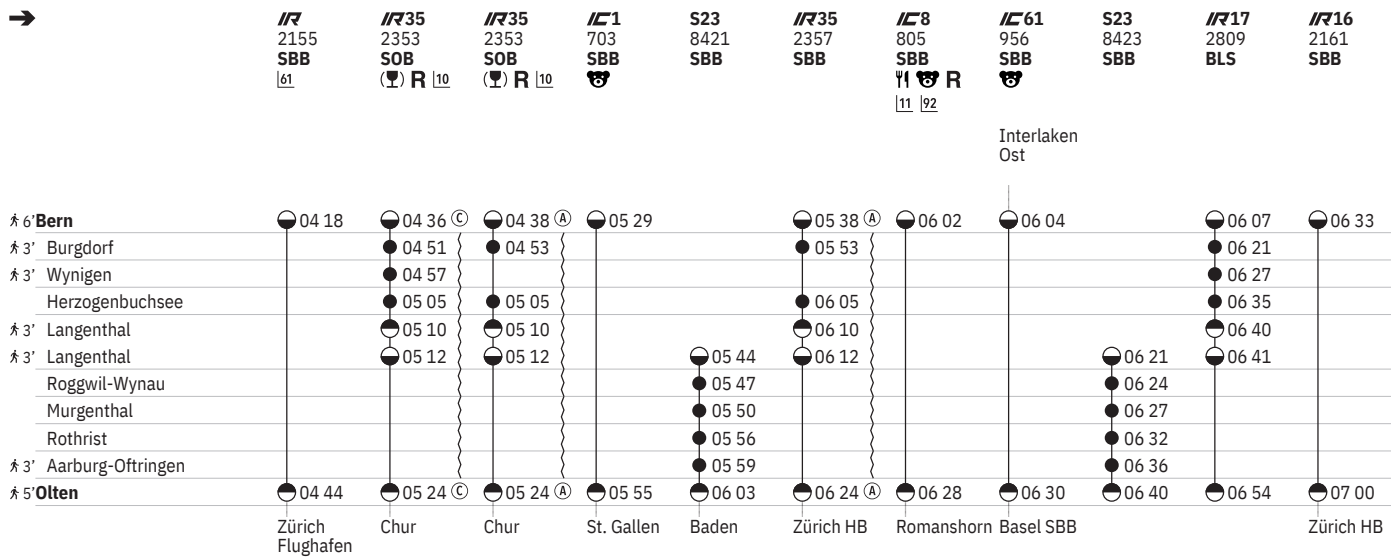 IR IR35 IR35 IC1 S23 IR35 IC8 IC61 S23 IR17 IR16
2155 2353 2353 703 8421 2357 805 956 8423 2809 2161
SBB SOB SOB SBB SBB SBB SBB SBB SBB BLS SBB
61 R 10 R 10 R
11 92
Interlaken
Ost
6' Bern 04 18 04 36 C 04 38 A 05 29 05 38 A 06 02 06 04 06 07 06 33
3' Burgdorf 04 51 04 53 05 53 06 21
3' Wynigen 04 57 06 27
Herzogenbuchsee 05 05 05 05 06 05 06 35
3' Langenthal 05 10 05 10 06 10 06 40
3' Langenthal 05 12 05 12 05 44 06 12 06 21 06 41
Roggwil-Wynau 05 47 06 24
Murgenthal 05 50 06 27
Rothrist 05 56 06 32
3' Aarburg-Oftringen 05 59 06 36
5' Olten 04 44 05 24 C 05 24 A 05 55 06 03 06 24 A 06 28 06 30 06 40 06 54 07 00
Zürich Chur Chur St. Gallen Baden Zürich HB Romanshorn Basel SBB Zürich HB
Flughafen